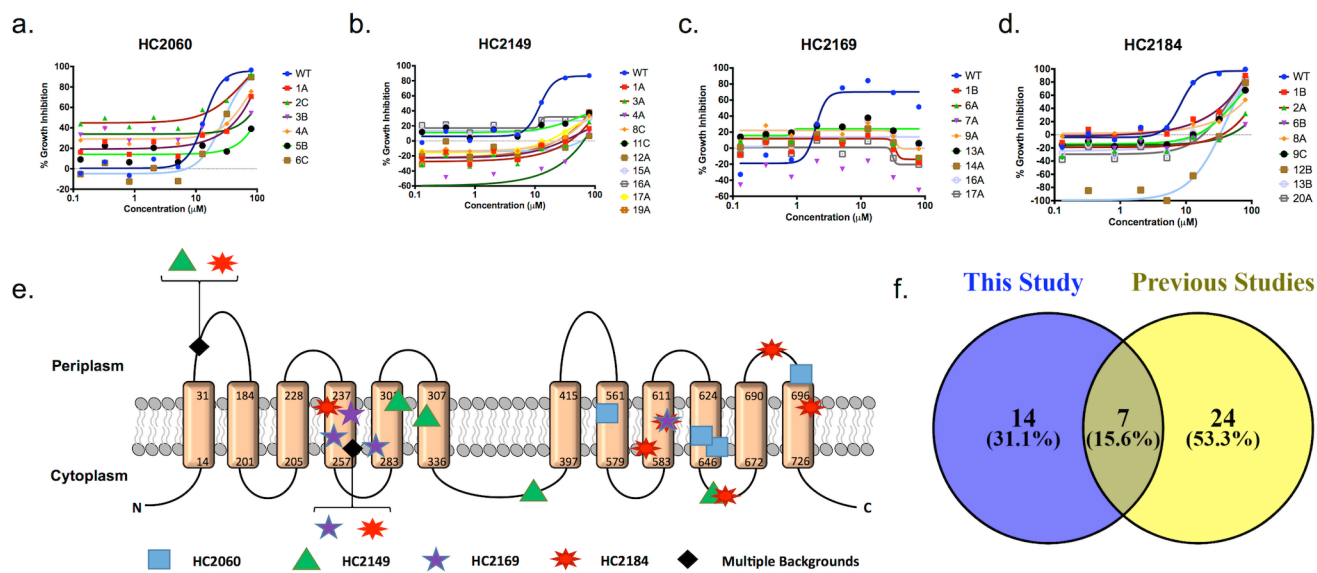 a.
HC2060
% Growth Inhibition
100
80
60
40
20
0
-20
0.1
1
10
100
Concentration (μM)
WT
1A
2C
3B
4A
5B
6C
b.
HC2149
% Growth Inhibition
100
80
60
40
20
0
-20
-40
-60
0.1
1
10
100
Concentration (μM)
WT
1A
3A
4A
8C
11C
12A
15A
16A
17A
19A
c.
HC2169
% Growth Inhibition
100
80
60
40
20
0
-20
-40
-60
0.1
1
10
100
Concentration (μM)
WT
1B
6A
7A
9A
13A
14A
16A
17A
d.
HC2184
% Growth Inhibition
100
80
60
40
20
0
-20
-40
-60
-80
-100
0.1
1
10
100
Concentration (μM)
WT
1B
2A
6B
8A
9C
12B
13B
20A
e.
Periplasm
31 184 228 237 307 415 561 611 624 690 696
14 201 205 257 283 336 397 579 583 646 672 726
Cytoplasm
N
C
HC2060
HC2149
HC2169
HC2184
Multiple Backgrounds
f.
This Study
Previous Studies
14
(31.1%)
7
(15.6%)
24
(53.3%)